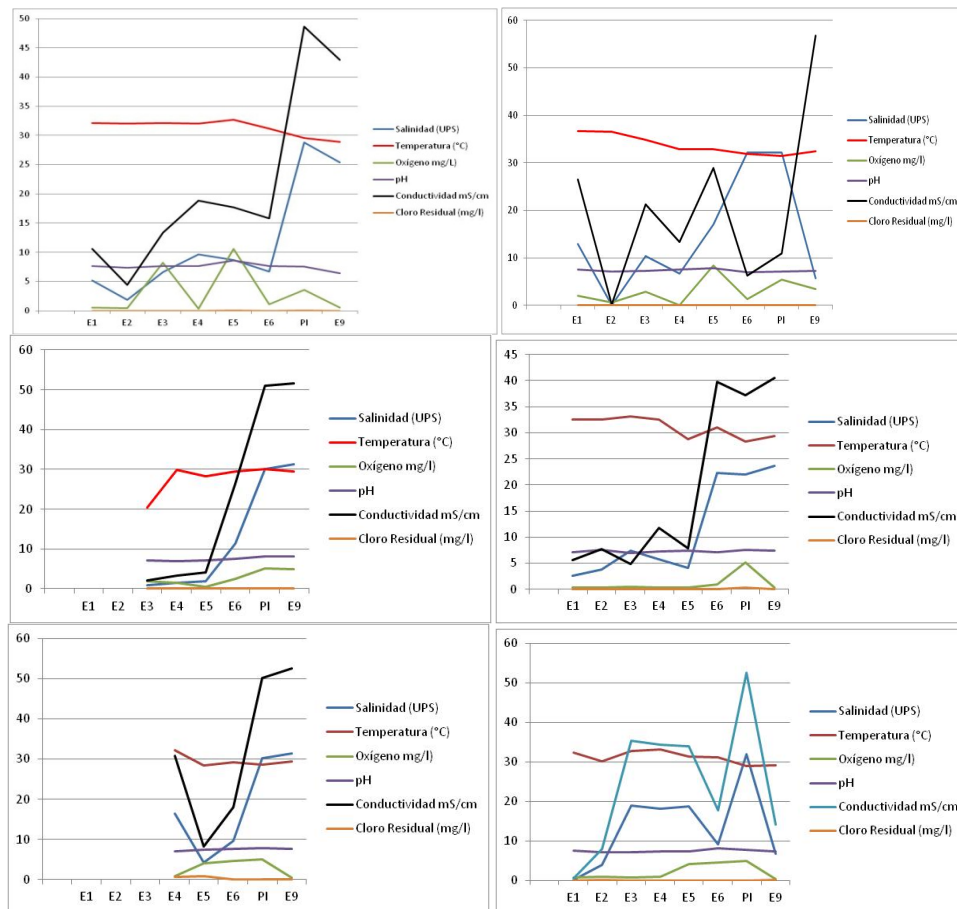 50
45
40
35
30
25
20
15
10
5
0
E1 E2 E3 E4 E5 E6 PI E9
Salinidad (UPS)
Temperatura (°C)
Oxígeno mg/L)
pH
Conductividad mS/cm
Cloro Residual (mg/l)
60
50
40
30
20
10
0
E1 E2 E3 E4 E5 E6 PI E9
Salinidad (UPS)
Temperatura (°C)
Oxígeno mg/l)
pH
Conductividad mS/cm
Cloro Residual (mg/l)
60
50
40
30
20
10
0
E1 E2 E3 E4 E5 E6 PI E9
Salinidad (UPS)
Temperatura (°C)
Oxígeno mg/l)
pH
Conductividad mS/cm
Cloro Residual (mg/l)
45
40
35
30
25
20
15
10
5
0
E1 E2 E3 E4 E5 E6 PI E9
Salinidad (UPS)
Temperatura (°C)
Oxígeno mg/l)
pH
Conductividad mS/cm
Cloro Residual (mg/l)
60
50
40
30
20
10
0
E1 E2 E3 E4 E5 E6 PI E9
Salinidad (UPS)
Temperatura (°C)
Oxígeno mg/l)
pH
Conductividad mS/cm
Cloro Residual (mg/l)
60
50
40
30
20
10
0
E1 E2 E3 E4 E5 E6 PI E9
Salinidad (UPS)
Temperatura (°C)
Oxígeno mg/l)
pH
Conductividad mS/cm
Cloro Residual (mg/l)